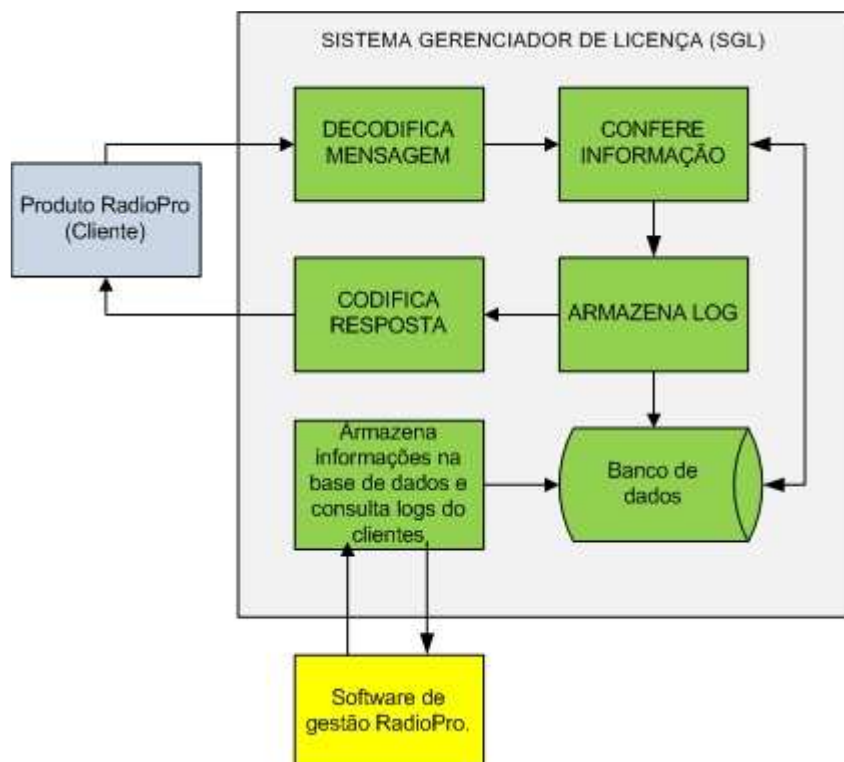 SISTEMA GERENCIADOR DE LICENÇA (SGL)
DECODIFICA
MENSAGEM
CONFERE
INFORMAÇÃO
Produto RadioPro
(Cliente)
CODIFICA
RESPOSTA
ARMAZENA LOG
Armazena
informações na
base de dados e
consulta logs do
clientes
Banco de
dados
Software de
gestão RadioPro.